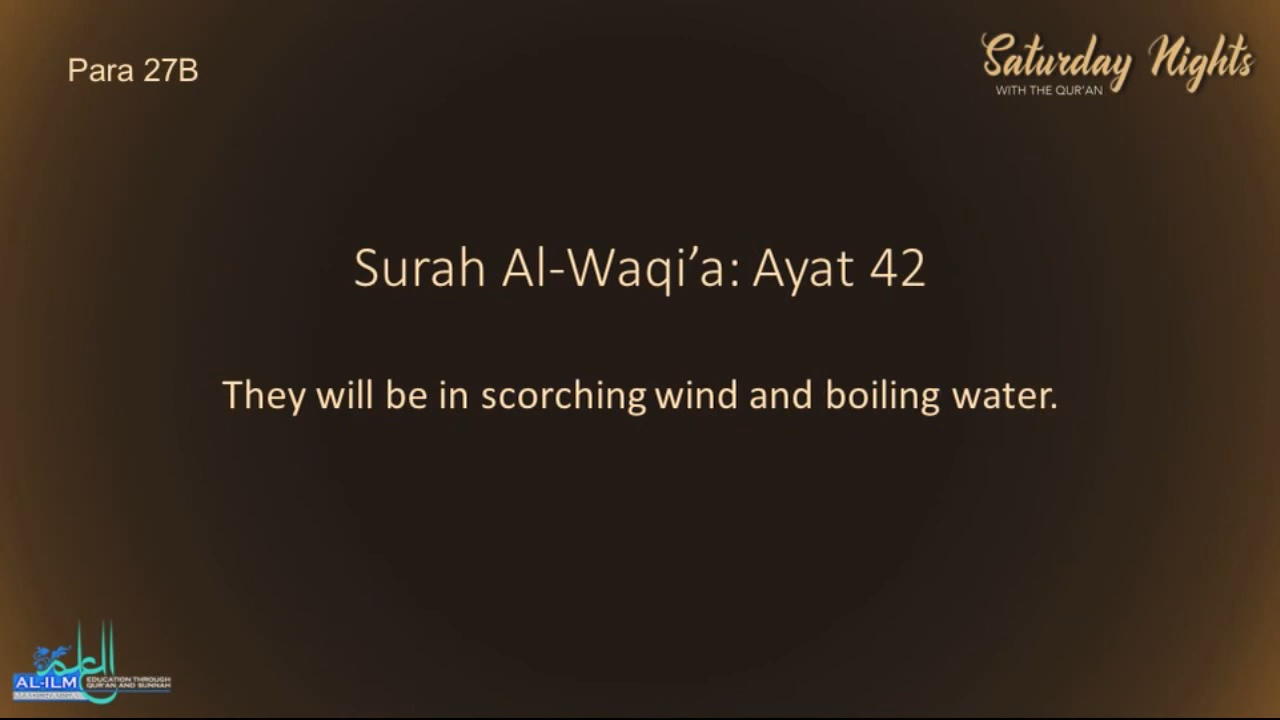 Para 27B
Saturday Nights
WITH THE QUR'AN
Surah Al-Waqi’a: Ayat 42
They will be in scorching wind and boiling water.
العلم
AL-ILM
EDUCATION THROUGH
QUR'AN AND SUNNAH